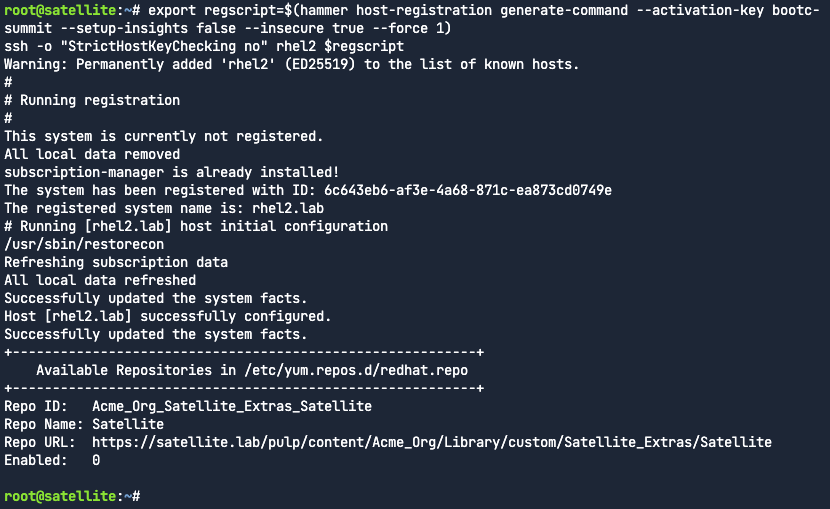 root@satellite:~# export regscript=$(hammer host-registration generate-command --activation-key bootc-
summit --setup-insights false --insecure true --force 1)
ssh -o "StrictHostKeyChecking no" rhel2 $regscript
Warning: Permanently added 'rhel2' (ED25519) to the list of known hosts.
#
# Running registration
#
This system is currently not registered.
All local data removed
subscription-manager is already installed!
The system has been registered with ID: 6c643eb6-af3e-4a68-871c-ea873cd0749e
The registered system name is: rhel2.lab
# Running [rhel2.lab] host initial configuration
/usr/sbin/restorecon
Refreshing subscription data
All local data refreshed
Successfully updated the system facts.
Host [rhel2.lab] successfully configured.
Successfully updated the system facts.
+----------------------------------------------------------+
    Available Repositories in /etc/yum.repos.d/redhat.repo
+----------------------------------------------------------+
Repo ID:   Acme_Org_Satellite_Extras_Satellite
Repo Name: Satellite
Repo URL:  https://satellite.lab/pulp/content/Acme_Org/Library/custom/Satellite_Extras/Satellite
Enabled:   0
root@satellite:~#